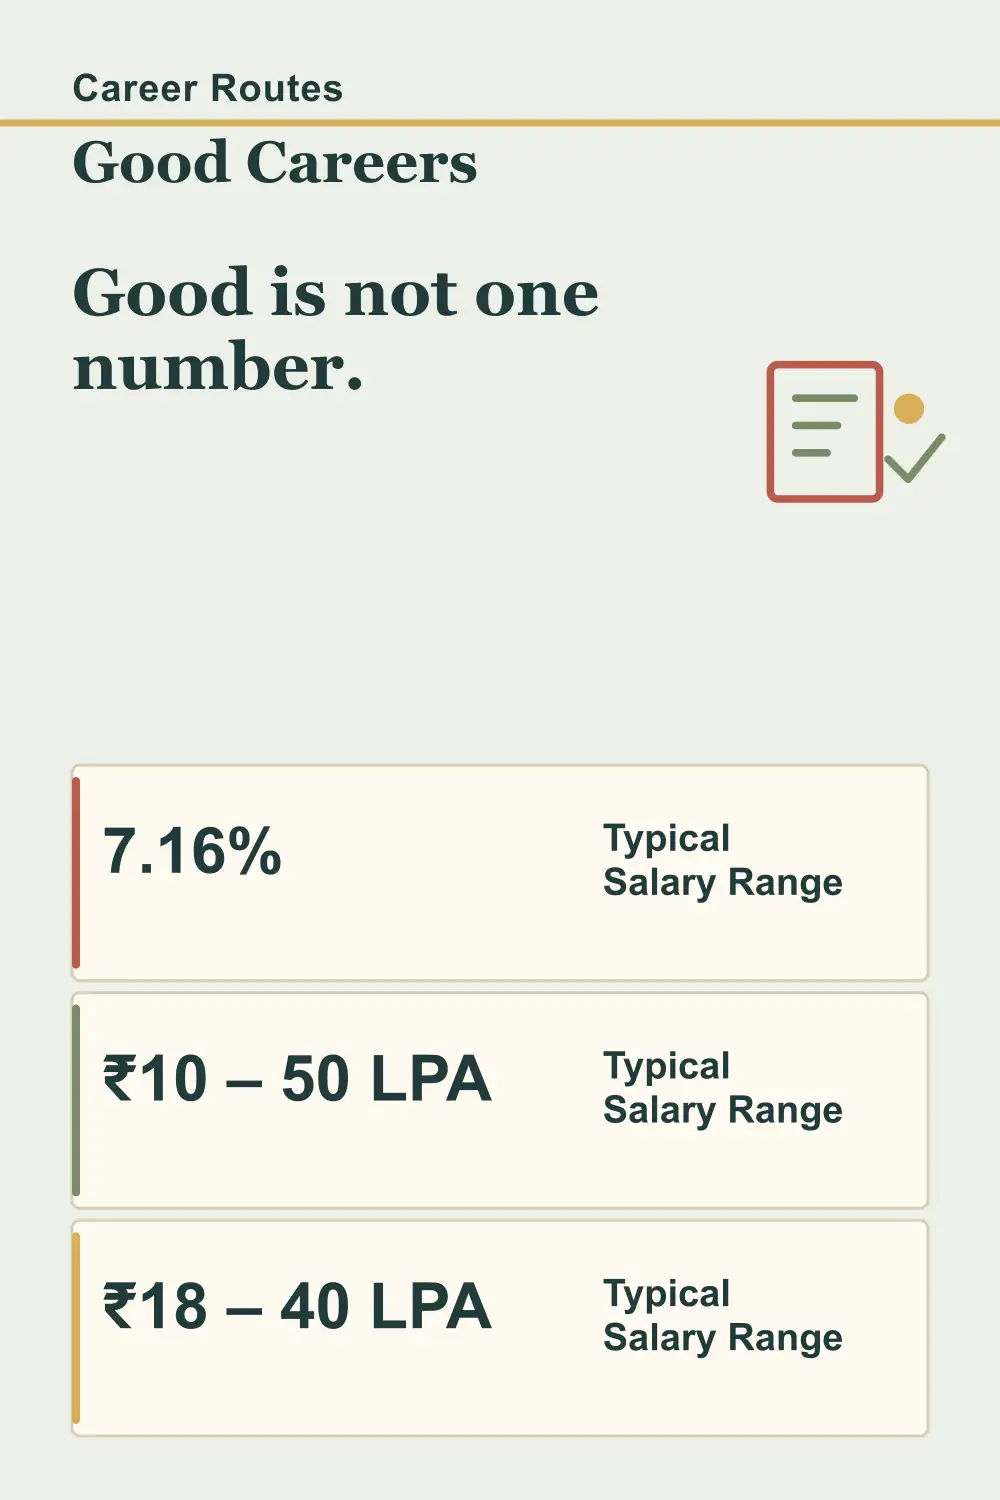 Career Routes
Good Careers
Good is not one
number.
7.16%
Typical
Salary Range
₹10 – 50 LPA
Typical
Salary Range
₹18 – 40 LPA
Typical
Salary Range